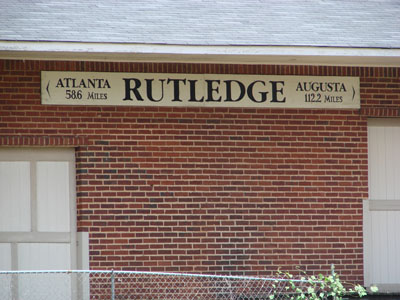 ATLANTA
58.6 MILES
RUTLEDGE
AUGUSTA
112.2 MILES